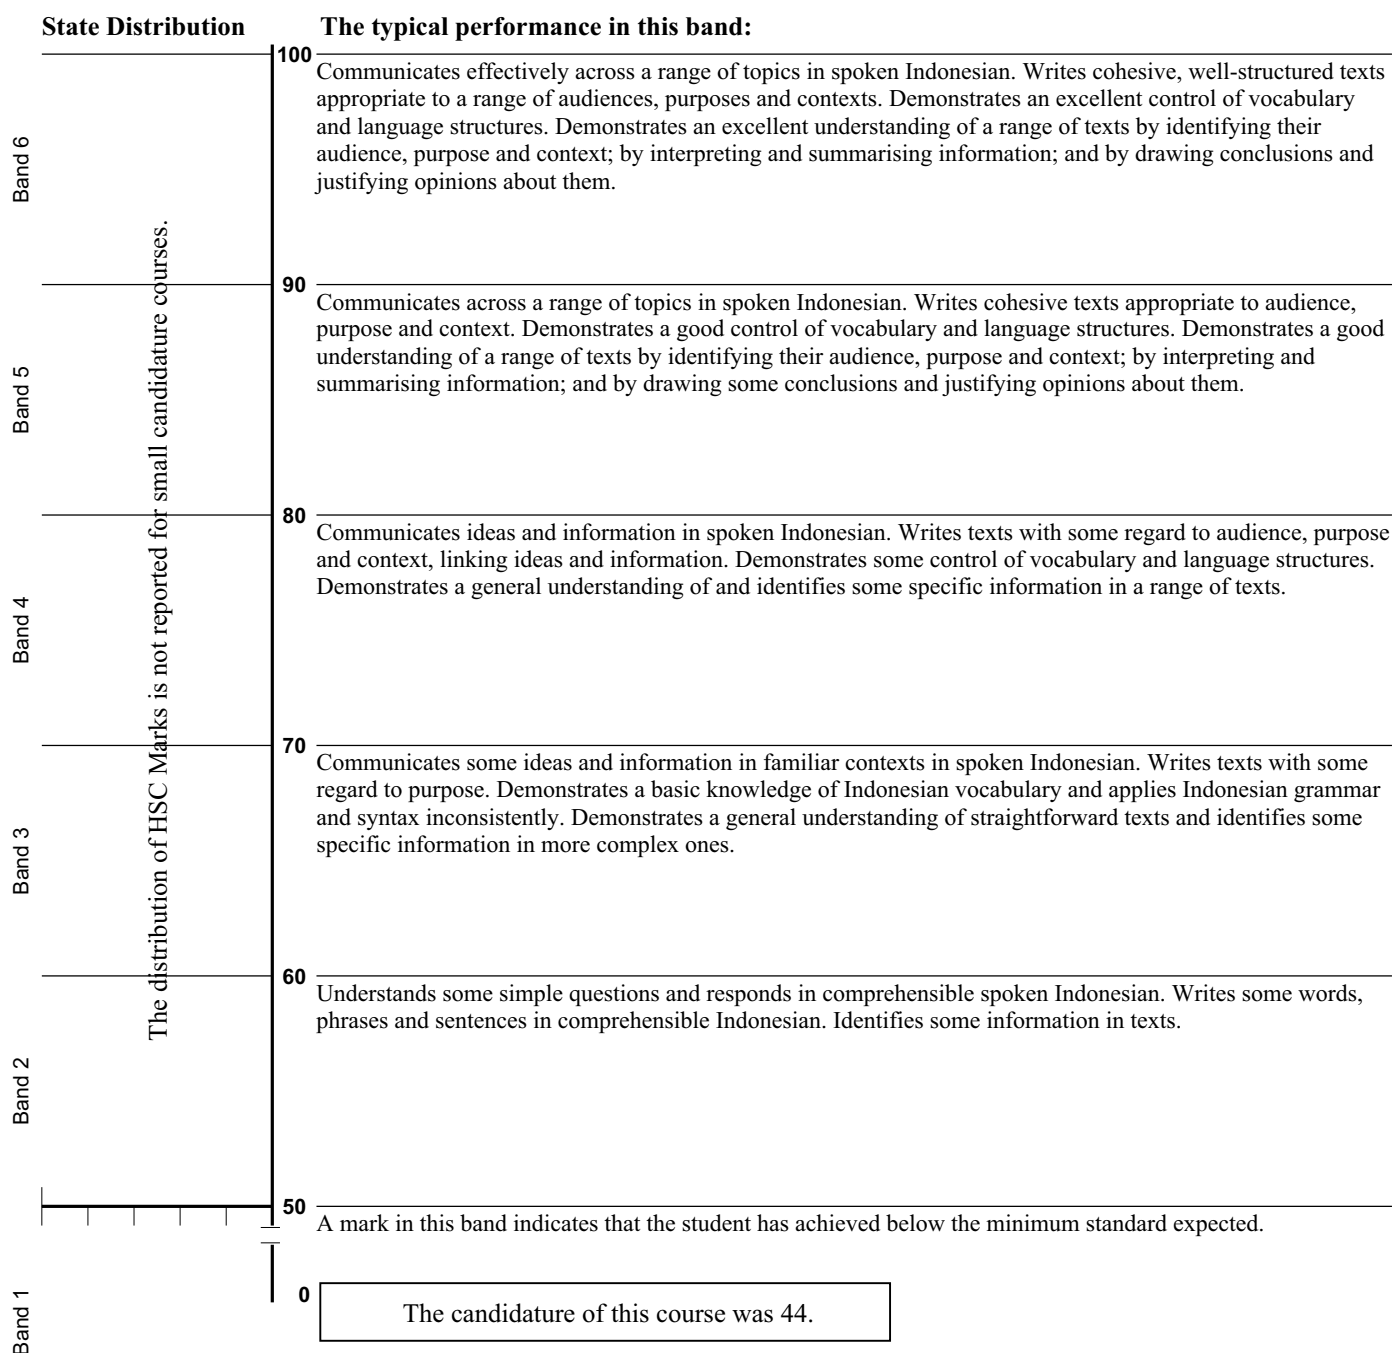 State Distribution
The typical performance in this band:
100
Communicates effectively across a range of topics in spoken Indonesian. Writes cohesive, well-structured texts
appropriate to a range of audiences, purposes and contexts. Demonstrates an excellent control of vocabulary
and language structures. Demonstrates an excellent understanding of a range of texts by identifying their
audience, purpose and context; by interpreting and summarising information; and by drawing conclusions and
justifying opinions about them.
Band 6
The distribution of HSC Marks is not reported for small candidature courses.
90
Communicates across a range of topics in spoken Indonesian. Writes cohesive texts appropriate to audience,
purpose and context. Demonstrates a good control of vocabulary and language structures. Demonstrates a good
understanding of a range of texts by identifying their audience, purpose and context; by interpreting and
summarising information; and by drawing some conclusions and justifying opinions about them.
Band 5
80
Communicates ideas and information in spoken Indonesian. Writes texts with some regard to audience, purpose
and context, linking ideas and information. Demonstrates some control of vocabulary and language structures.
Demonstrates a general understanding of and identifies some specific information in a range of texts.
Band 4
70
Communicates some ideas and information in familiar contexts in spoken Indonesian. Writes texts with some
regard to purpose. Demonstrates a basic knowledge of Indonesian vocabulary and applies Indonesian grammar
and syntax inconsistently. Demonstrates a general understanding of straightforward texts and identifies some
specific information in more complex ones.
Band 3
60
Understands some simple questions and responds in comprehensible spoken Indonesian. Writes some words,
phrases and sentences in comprehensible Indonesian. Identifies some information in texts.
Band 2
50
A mark in this band indicates that the student has achieved below the minimum standard expected.
Band 1
0
The candidature of this course was 44.